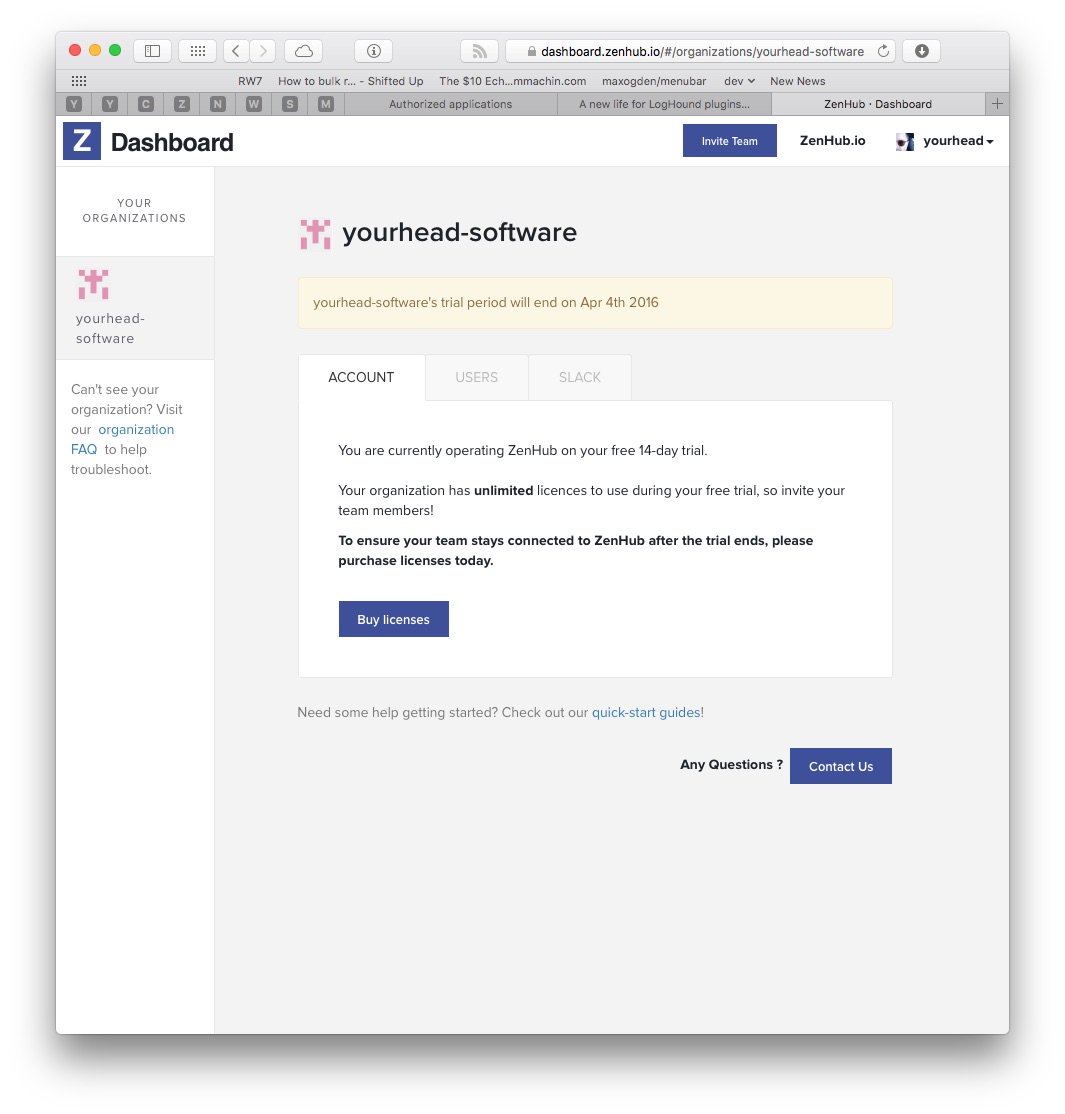 dashboard.zenhub.io/#/organizations/yourhead-software
RW7 How to bulk r... - Shifted Up The $10 Ech...mmachin.com maxogden/menubar dev New News
Y Y C Z N W S M Authorized applications A new life for LogHound plugins... ZenHub · Dashboard
Z Dashboard Invite Team ZenHub.io yourhead
YOUR
ORGANIZATIONS
yourhead-
software
Can't see your
organization? Visit
our organization
FAQ to help
troubleshoot.
yourhead-software
yourhead-software's trial period will end on Apr 4th 2016
ACCOUNT USERS SLACK
You are currently operating ZenHub on your free 14-day trial.
Your organization has unlimited licences to use during your free trial, so invite your
team members!
To ensure your team stays connected to ZenHub after the trial ends, please
purchase licenses today.
Buy licenses
Need some help getting started? Check out our quick-start guides!
Any Questions ? Contact Us